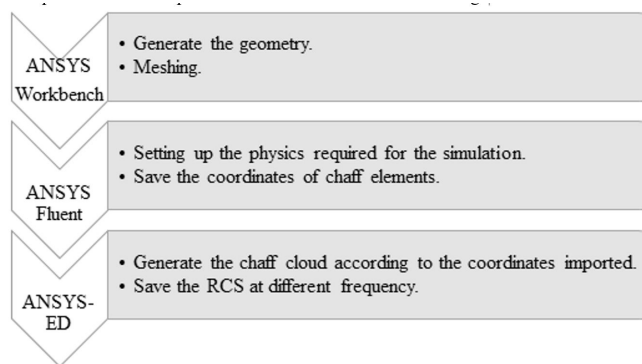 ANSYS
Workbench
• Generate the geometry.
• Meshing.
ANSYS
Fluent
• Setting up the physics required for the simulation.
• Save the coordinates of chaff elements.
ANSYS-
ED
• Generate the chaff cloud according to the coordinates imported.
• Save the RCS at different frequency.